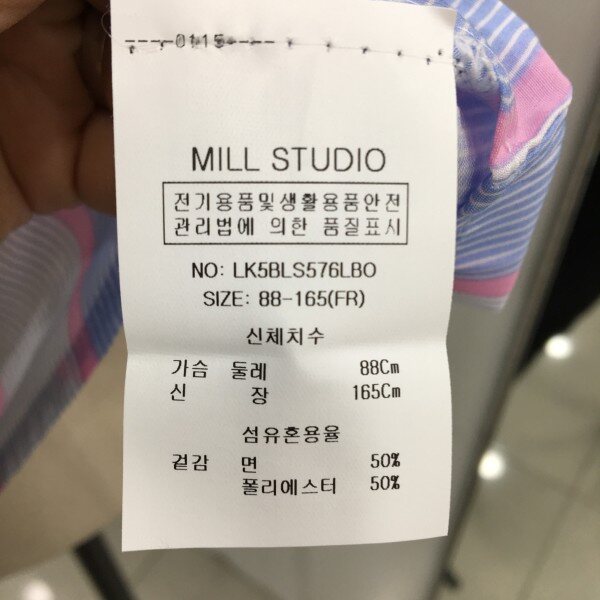 0115
MILL STUDIO
전기용품및생활용품안전
관리법에 의한 품질표시
NO: LK5BLS576LBO
SIZE: 88-165(FR)
신체치수
가슴 둘레 88Cm
신 장 165Cm
섬유혼용율
겉감 면 50%
폴리에스터 50%